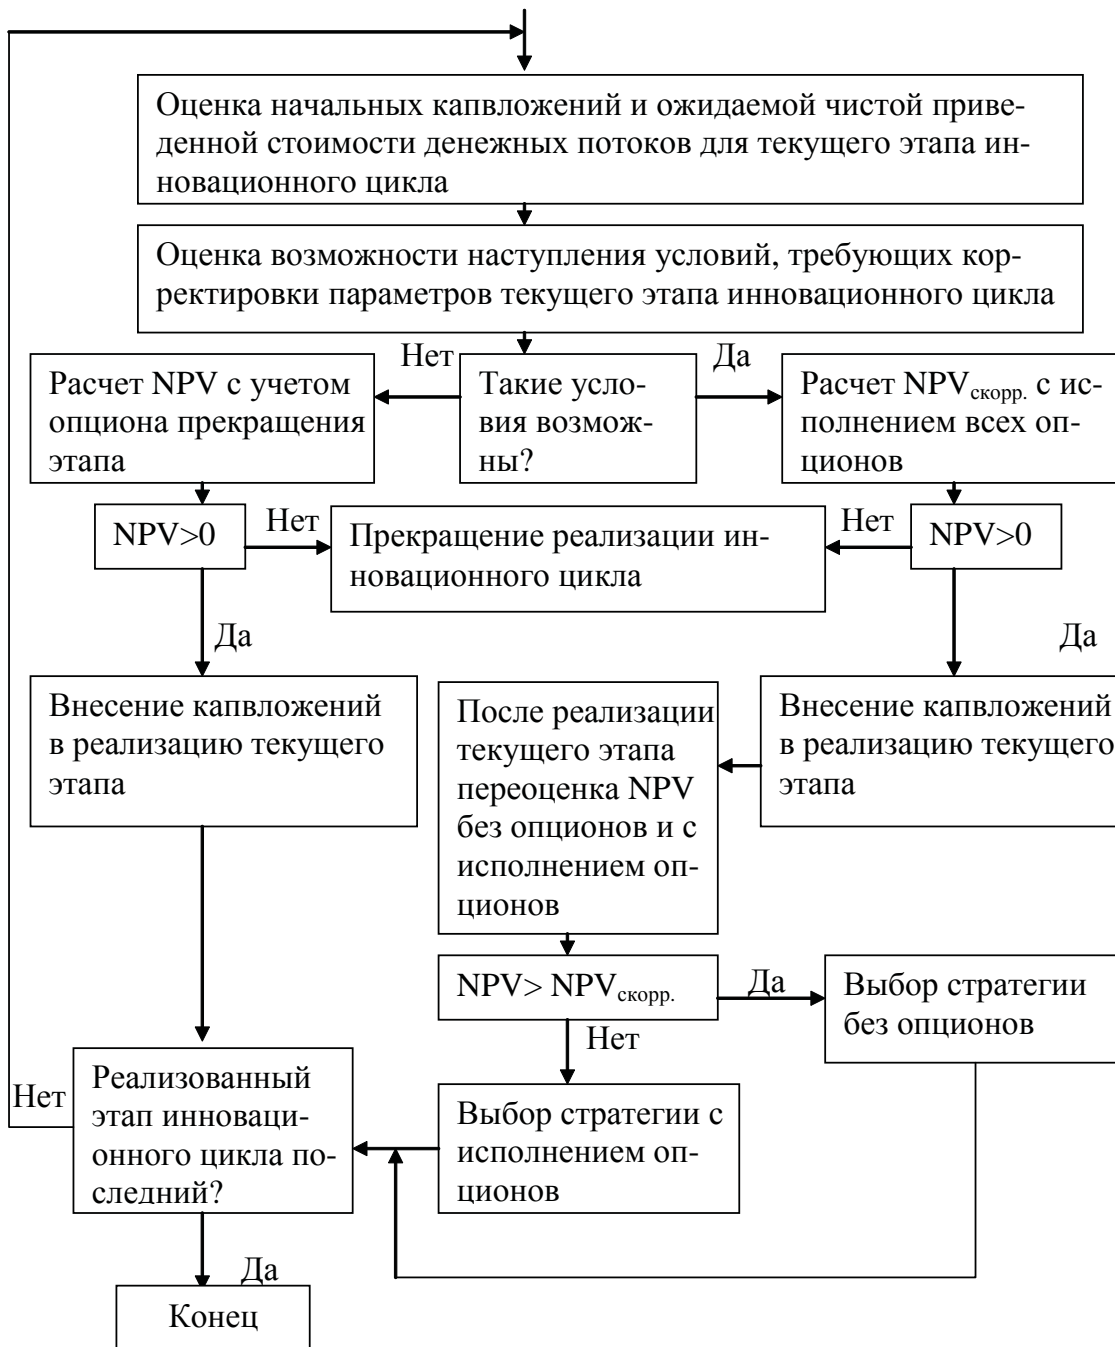 Оценка начальных капвложений и ожидаемой чистой приве-
денной стоимости денежных потоков для текущего этапа ин-
новационного цикла
Оценка возможности наступления условий, требующих кор-
ректировки параметров текущего этапа инновационного цикла
Нет
Да
Расчет NPV с учетом
опциона прекращения
этапа
Такие усло-
вия возмож-
ны?
Расчет NPVскорр. с ис-
полнением всех оп-
ционов
NPV>0
Нет
Прекращение реализации ин-
новационного цикла
Нет
NPV>0
Да
Да
Внесение капвложений
в реализацию текущего
этапа
После реализации
текущего этапа
переоценка NPV
без опционов и с
исполнением оп-
ционов
Внесение капвложений
в реализацию текущего
этапа
NPV> NPVскорр.
Да
Выбор стратегии
без опционов
Нет
Нет
Реализованный
этап инноваци-
онного цикла по-
следний?
Выбор стратегии с
исполнением оп-
ционов
Да
Конец